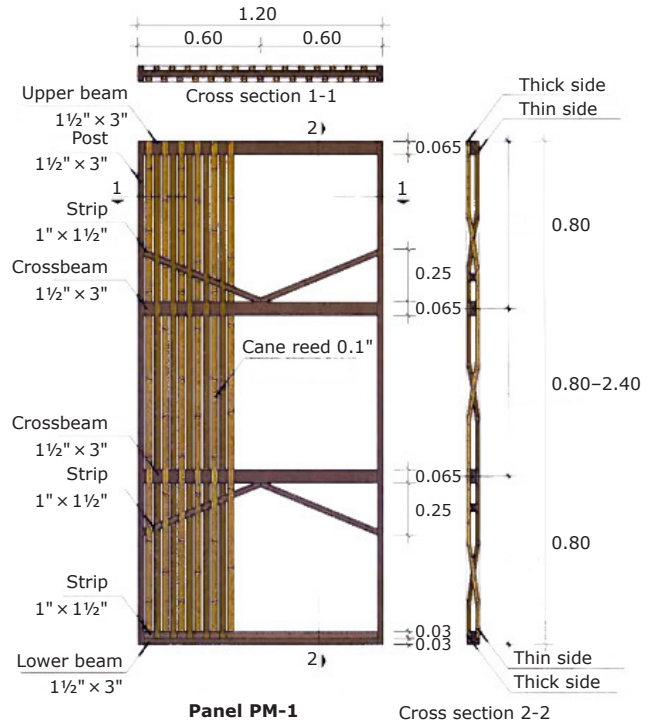 1.20
0.60
0.60
Cross section 1-1
Upper beam
1½" × 3"
Post
1½" × 3"
1
Strip
1" × 1½"
Crossbeam
1½" × 3"
Cane reed 0.1"
Crossbeam
1½" × 3"
Strip
1" × 1½"
Strip
1" × 1½"
Lower beam
1½" × 3"
2
1
2
0.065
0.25
0.065
0.065
0.25
0.03
0.03
Panel PM-1
Thick side
Thin side
0.80
0.80–2.40
0.80
Thin side
Thick side
Cross section 2-2